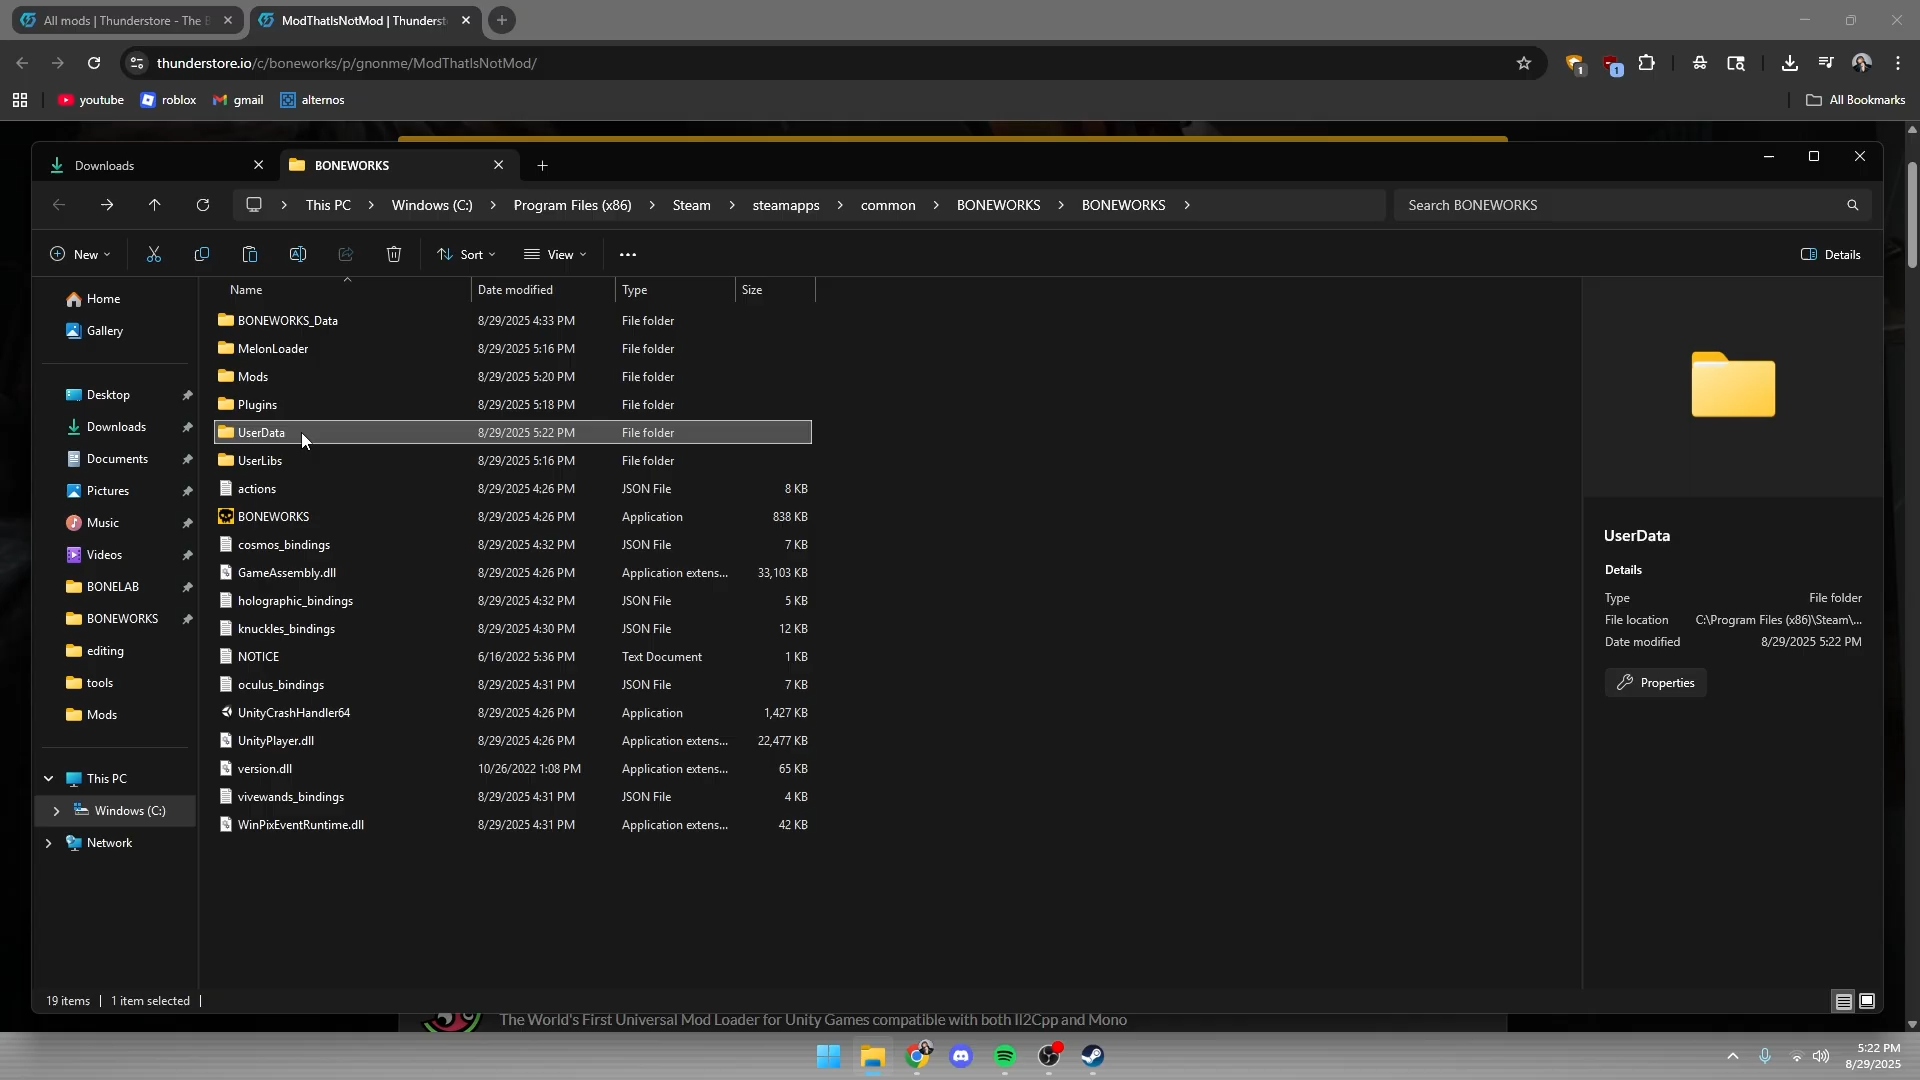 All mods | Thunderstore - The B
ModThatIsNotMod | Thunderst
thunderstore.io/c/boneworks/p/gnonme/ModThatIsNotMod/
1
1
youtube
roblox
gmail
alternos
All Bookmarks
Downloads
BONEWORKS
This PC > Windows (C:) > Program Files (x86) > Steam > steamapps > common > BONEWORKS > BONEWORKS >
Search BONEWORKS
New
Sort
View
Details
Name
Date modified
Type
Size
Home
Gallery
Desktop
Downloads
Documents
Pictures
Music
Videos
BONELAB
BONEWORKS
editing
tools
Mods
This PC
Windows (C:)
Network
BONEWORKS_Data 8/29/2025 4:33 PM File folder
MelonLoader 8/29/2025 5:16 PM File folder
Mods 8/29/2025 5:20 PM File folder
Plugins 8/29/2025 5:18 PM File folder
UserData 8/29/2025 5:22 PM File folder
UserLibs 8/29/2025 5:16 PM File folder
actions 8/29/2025 4:26 PM JSON File 8 KB
BONEWORKS 8/29/2025 4:26 PM Application 838 KB
cosmos_bindings 8/29/2025 4:32 PM JSON File 7 KB
GameAssembly.dll 8/29/2025 4:26 PM Application extens... 33,103 KB
holographic_bindings 8/29/2025 4:32 PM JSON File 5 KB
knuckles_bindings 8/29/2025 4:30 PM JSON File 12 KB
NOTICE 6/16/2022 5:36 PM Text Document 1 KB
oculus_bindings 8/29/2025 4:31 PM JSON File 7 KB
UnityCrashHandler64 8/29/2025 4:26 PM Application 1,427 KB
UnityPlayer.dll 8/29/2025 4:26 PM Application extens... 22,477 KB
version.dll 10/26/2022 1:08 PM Application extens... 65 KB
vivewands_bindings 8/29/2025 4:31 PM JSON File 4 KB
WinPixEventRuntime.dll 8/29/2025 4:31 PM Application extens... 42 KB
UserData
Details
Type File folder
File location C:\Program Files (x86)\Steam\...
Date modified 8/29/2025 5:22 PM
Properties
19 items | 1 item selected |
The World's First Universal Mod Loader for Unity Games compatible with both Il2Cpp and Mono
5:22 PM
8/29/2025